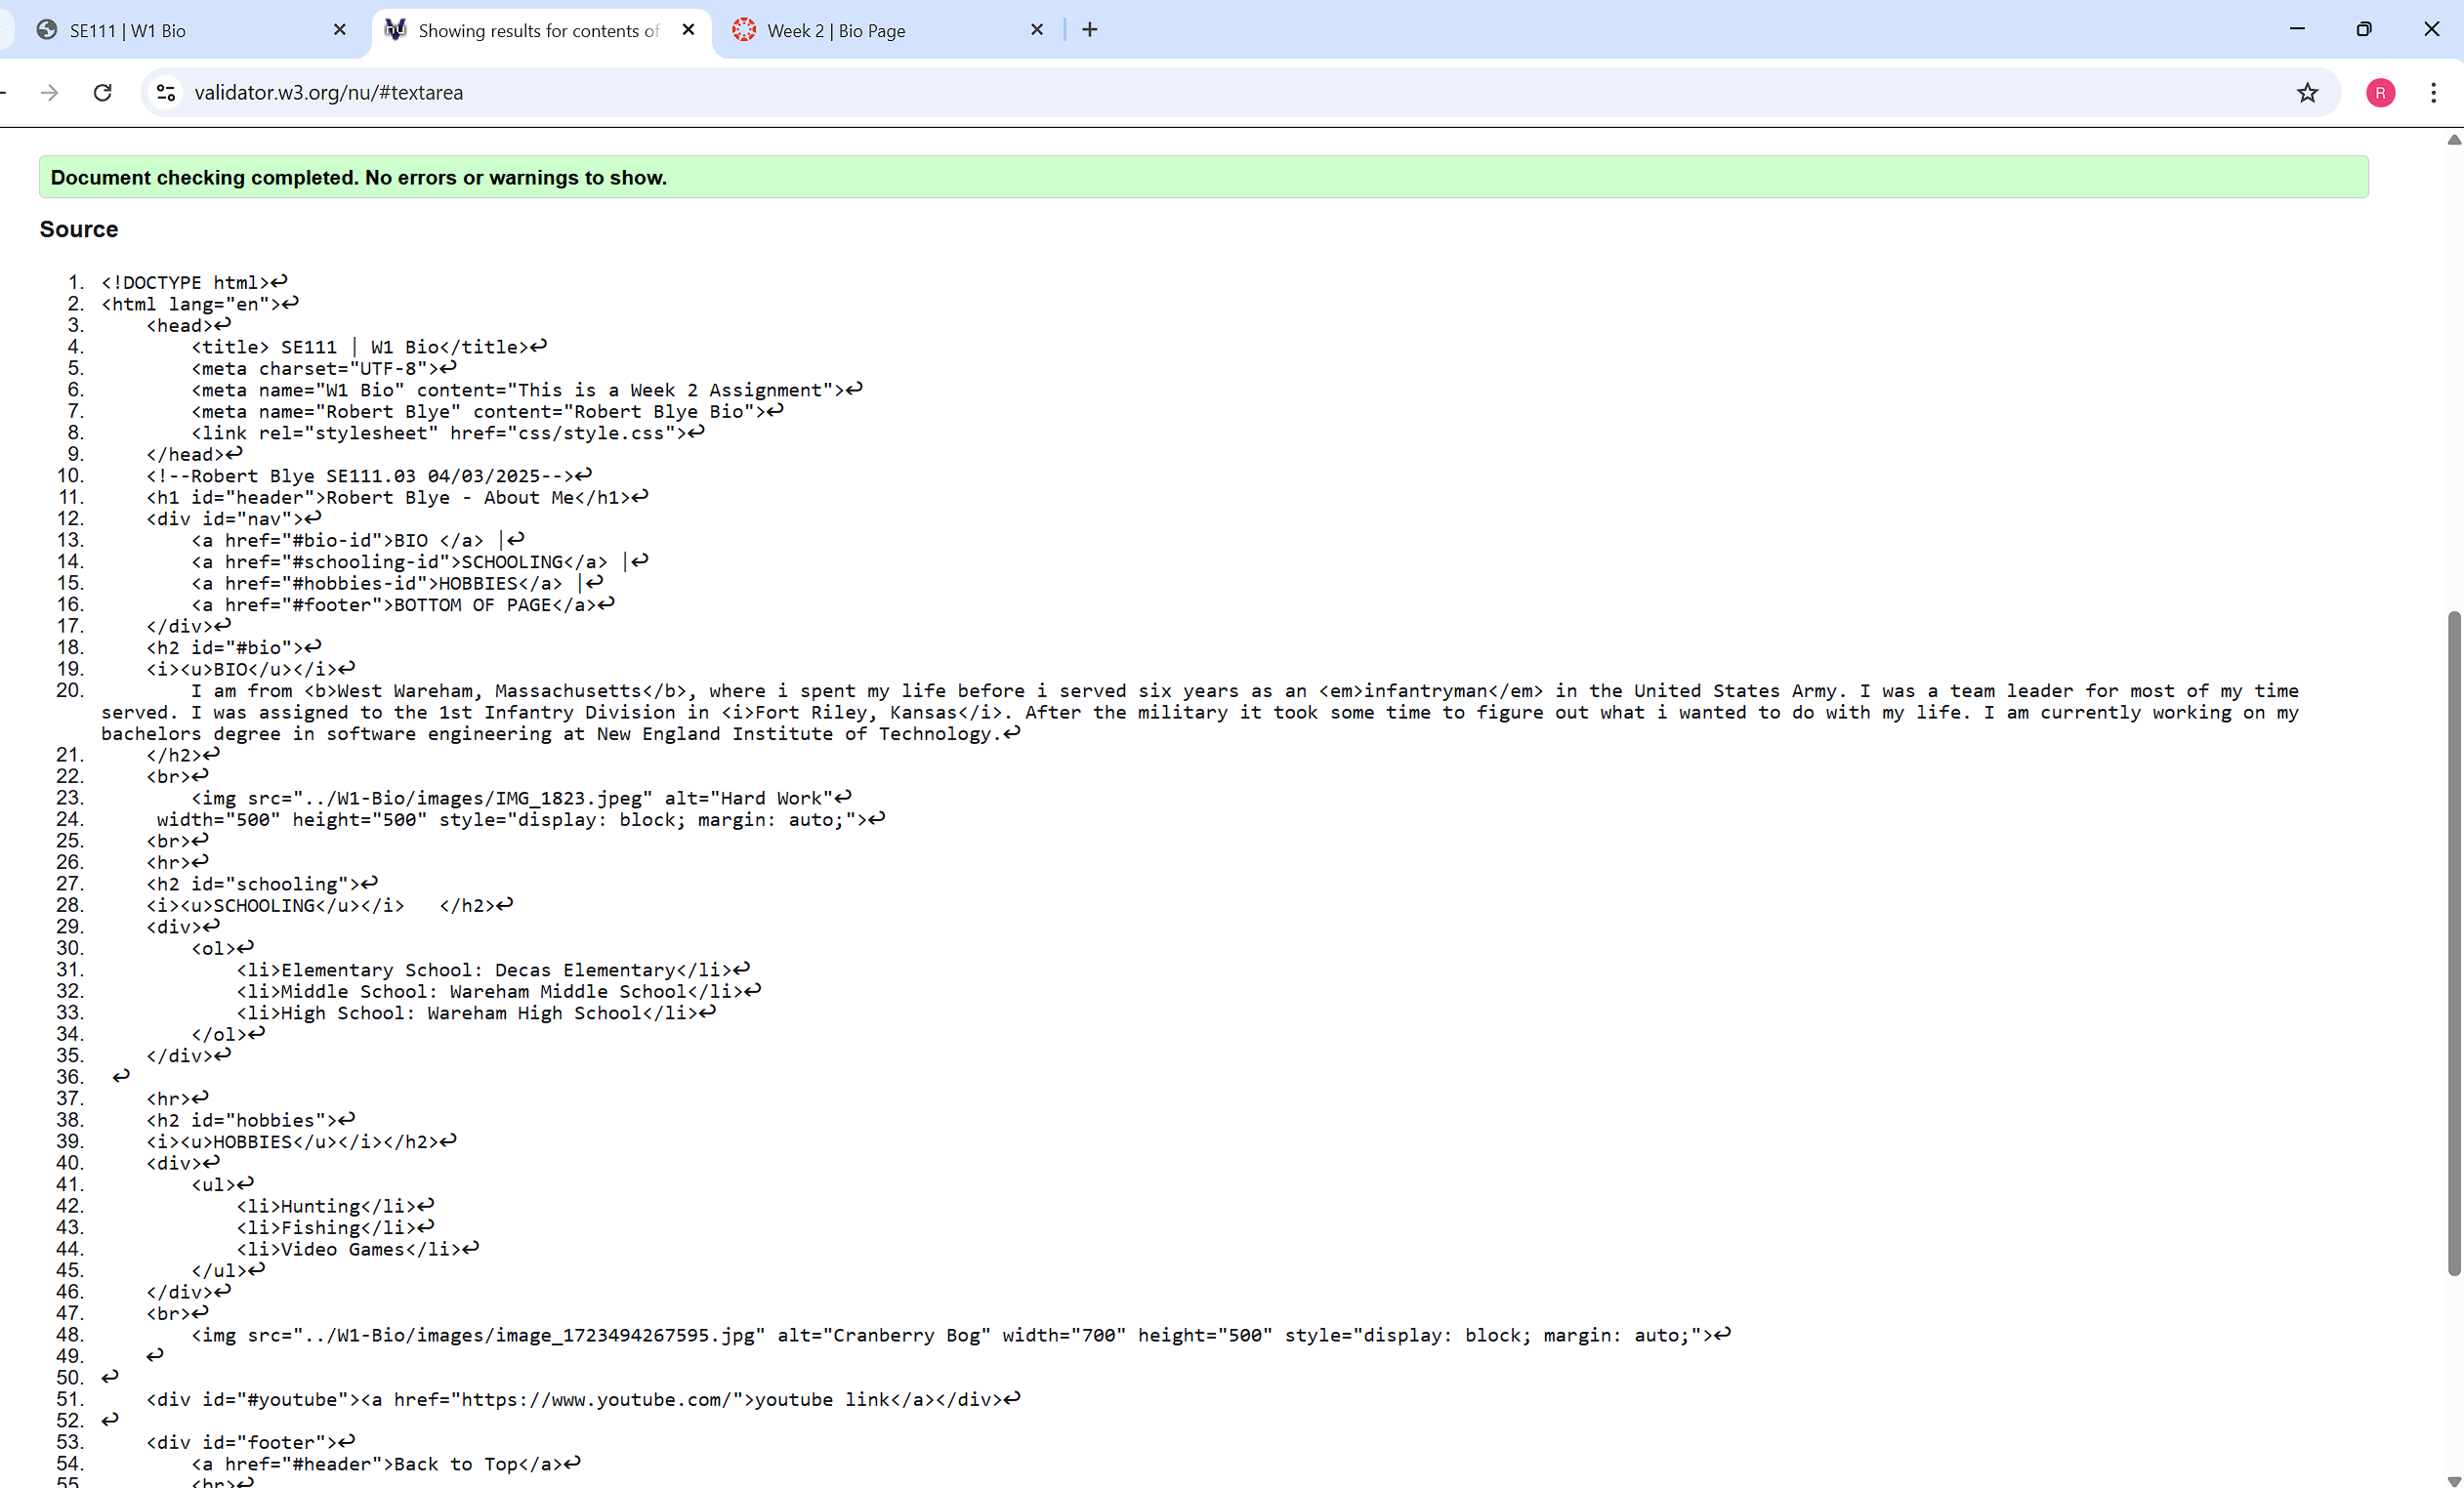 SE111 | W1 Bio
Showing results for contents of
Week 2 | Bio Page
validator.w3.org/nu/#textarea
R
Document checking completed. No errors or warnings to show.
Source
1. <!DOCTYPE html>↩
2. <html lang="en">↩
3. <head>↩
4. <title> SE111 | W1 Bio</title>↩
5. <meta charset="UTF-8">↩
6. <meta name="W1 Bio" content="This is a Week 2 Assignment">↩
7. <meta name="Robert Blye" content="Robert Blye Bio">↩
8. <link rel="stylesheet" href="css/style.css">↩
9. </head>↩
10. <!--Robert Blye SE111.03 04/03/2025-->↩
11. <h1 id="header">Robert Blye - About Me</h1>↩
12. <div id="nav">↩
13. <a href="#bio-id">BIO </a> |↩
14. <a href="#schooling-id">SCHOOLING</a> |↩
15. <a href="#hobbies-id">HOBBIES</a> |↩
16. <a href="#footer">BOTTOM OF PAGE</a>↩
17. </div>↩
18. <h2 id="#bio">↩
19. <i><u>BIO</u></i>↩
20. I am from <b>West Wareham, Massachusetts</b>, where i spent my life before i served six years as an <em>infantryman</em> in the United States Army. I was a team leader for most of my time
served. I was assigned to the 1st Infantry Division in <i>Fort Riley, Kansas</i>. After the military it took some time to figure out what i wanted to do with my life. I am currently working on my
bachelors degree in software engineering at New England Institute of Technology.↩
21. </h2>↩
22. <br>↩
23. <img src="../W1-Bio/images/IMG_1823.jpeg" alt="Hard Work"↩
24. width="500" height="500" style="display: block; margin: auto;">↩
25. <br>↩
26. <hr>↩
27. <h2 id="schooling">↩
28. <i><u>SCHOOLING</u></i>   </h2>↩
29. <div>↩
30. <ol>↩
31. <li>Elementary School: Decas Elementary</li>↩
32. <li>Middle School: Wareham Middle School</li>↩
33. <li>High School: Wareham High School</li>↩
34. </ol>↩
35. </div>↩
36. ↩
37. <hr>↩
38. <h2 id="hobbies">↩
39. <i><u>HOBBIES</u></i></h2>↩
40. <div>↩
41. <ul>↩
42. <li>Hunting</li>↩
43. <li>Fishing</li>↩
44. <li>Video Games</li>↩
45. </ul>↩
46. </div>↩
47. <br>↩
48. <img src="../W1-Bio/images/image_1723494267595.jpg" alt="Cranberry Bog" width="700" height="500" style="display: block; margin: auto;">↩
49. ↩
50. ↩
51. <div id="#youtube"><a href="https://www.youtube.com/">youtube link</a></div>↩
52. ↩
53. <div id="footer">↩
54. <a href="#header">Back to Top</a>↩
55. <hr>↩